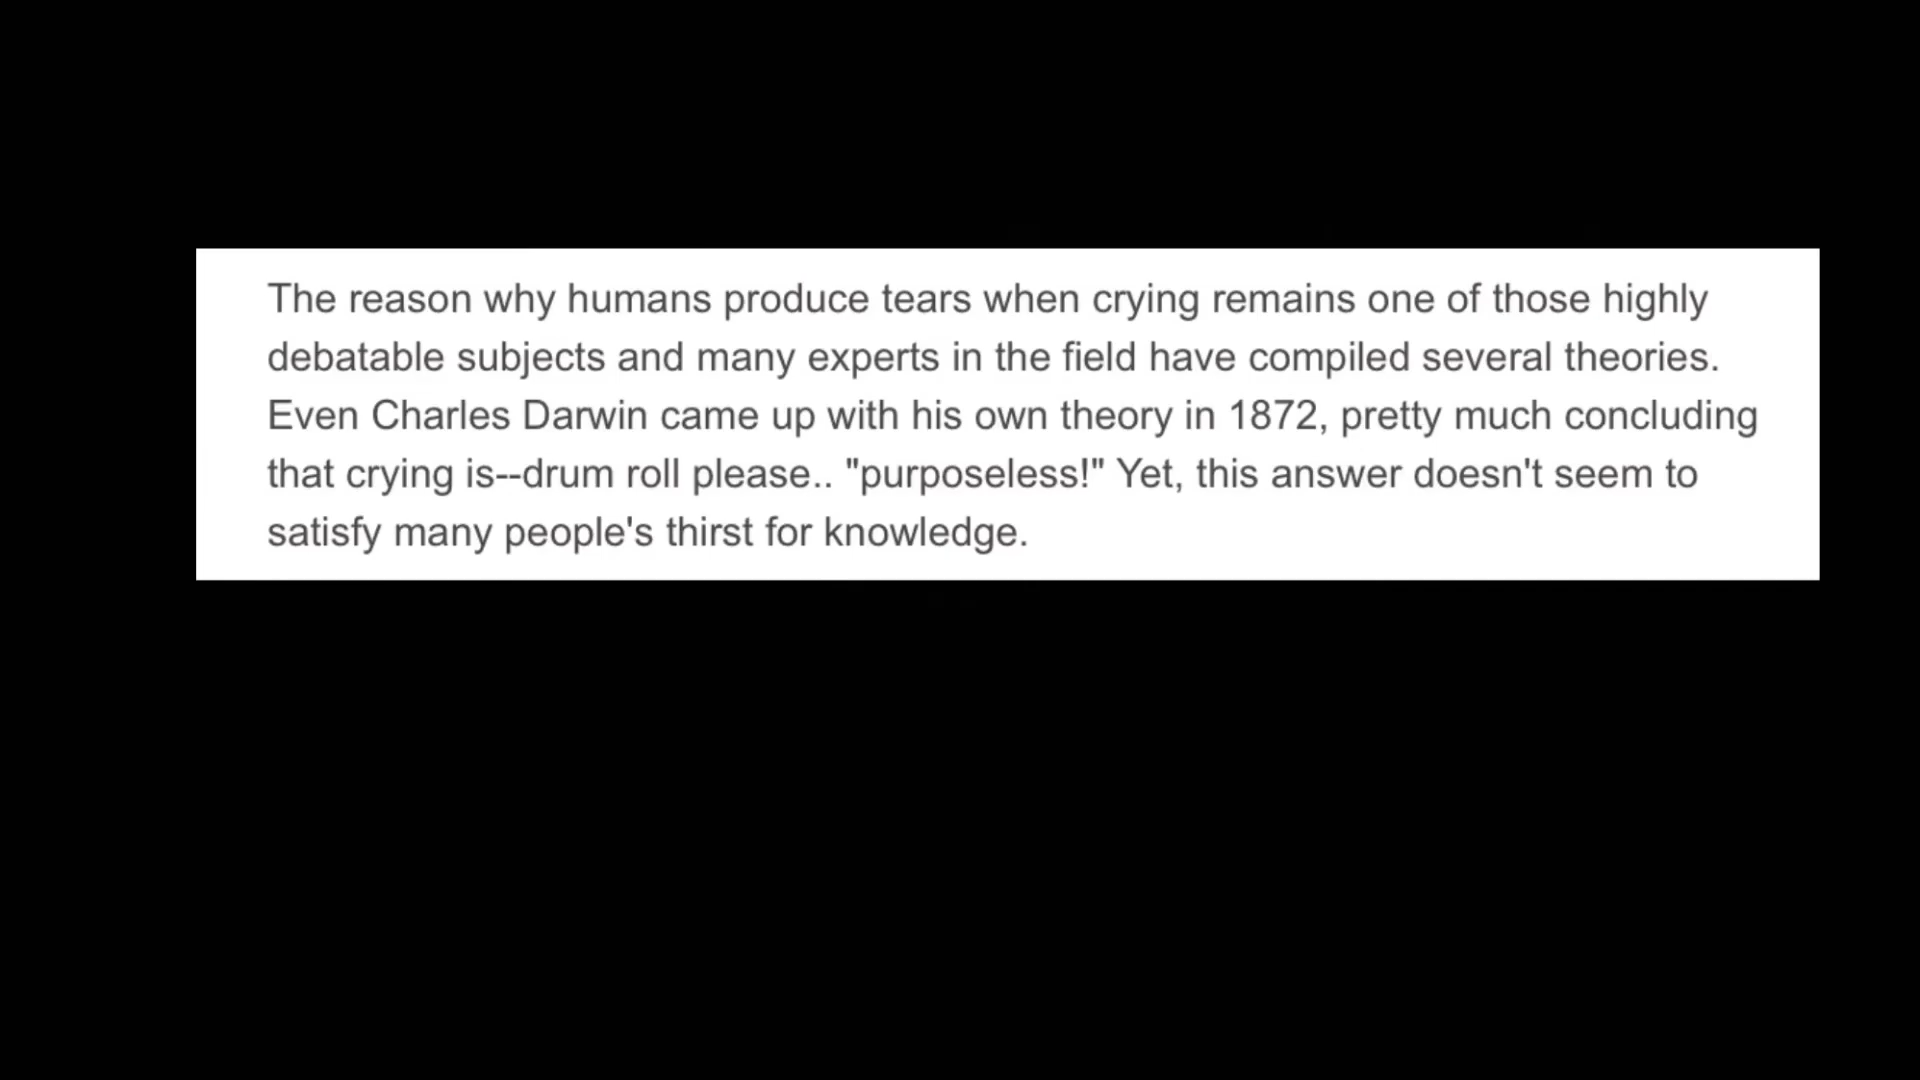 The reason why humans produce tears when crying remains one of those highly
debatable subjects and many experts in the field have compiled several theories.
Even Charles Darwin came up with his own theory in 1872, pretty much concluding
that crying is--drum roll please.. "purposeless!" Yet, this answer doesn't seem to
satisfy many people's thirst for knowledge.